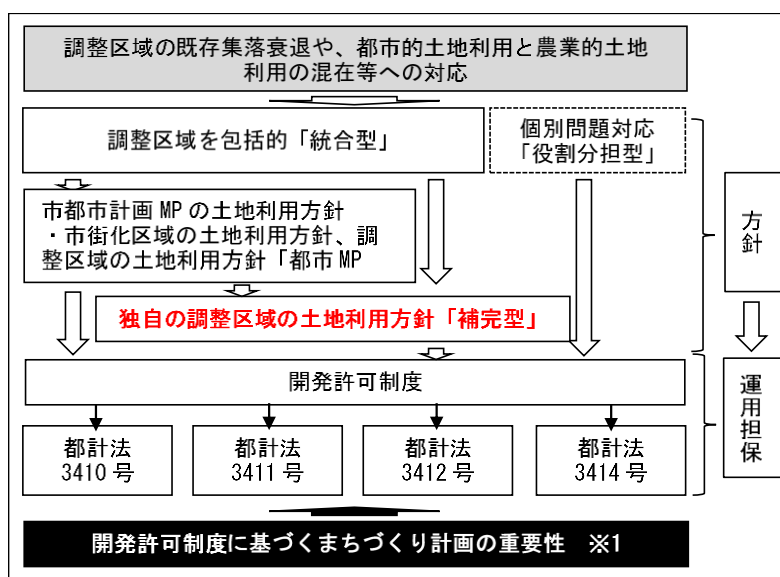 調整区域の既存集落衰退や、都市的土地利用と農業的土地
利用の混在等への対応
調整区域を包括的「統合型」
個別問題対応
「役割分担型」
市都市計画 MP の土地利用方針
・市街化区域の土地利用方針、調
整区域の土地利用方針「都市 MP
独自の調整区域の土地利用方針「補完型」
方針
開発許可制度
運用担保
都計法
3410 号
都計法
3411 号
都計法
3412 号
都計法
3414 号
開発許可制度に基づくまちづくり計画の重要性 ※1